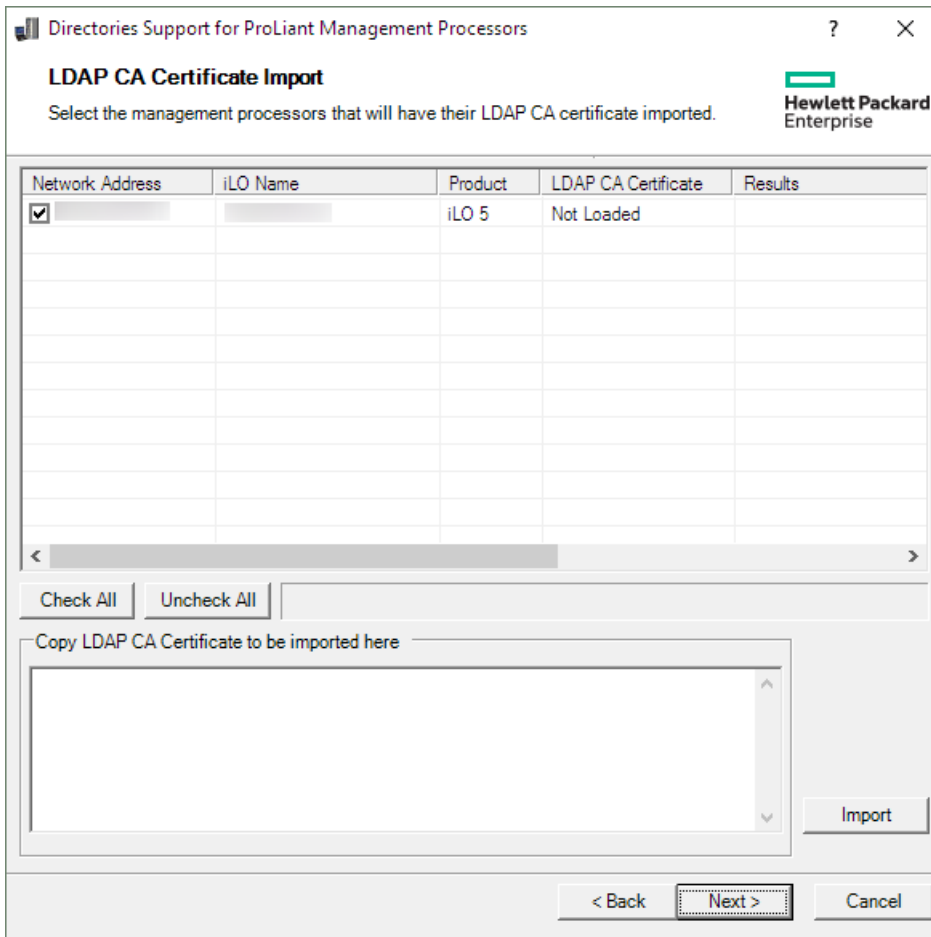 Directories Support for ProLiant Management Processors ?
LDAP CA Certificate Import
Select the management processors that will have their LDAP CA certificate imported.
Hewlett Packard
Enterprise
Network Address iLO Name Product LDAP CA Certificate Results
iLO 5 Not Loaded
Check All Uncheck All
Copy LDAP CA Certificate to be imported here
Import
< Back Next > Cancel